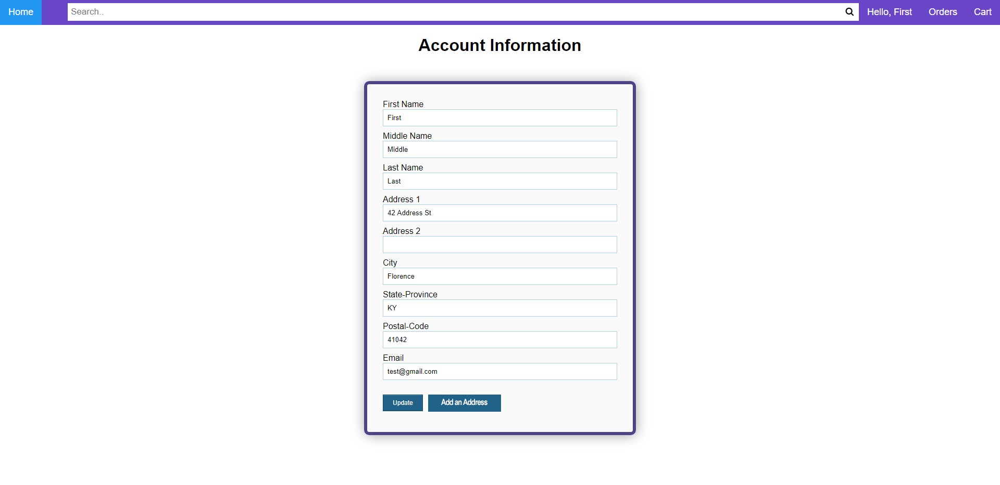 Home Search.. Hello, First Orders Cart
Account Information
First Name
First
Middle Name
Middle
Last Name
Last
Address 1
42 Address St
Address 2
City
Florence
State-Province
KY
Postal-Code
41042
Email
test@gmail.com
Update Add an Address